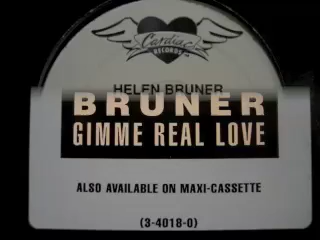 Cardiac
RECORDS
HELEN BRUNER
BRUNER
GIMME REAL LOVE
ALSO AVAILABLE ON MAXI-CASSETTE
(3-4018-0)